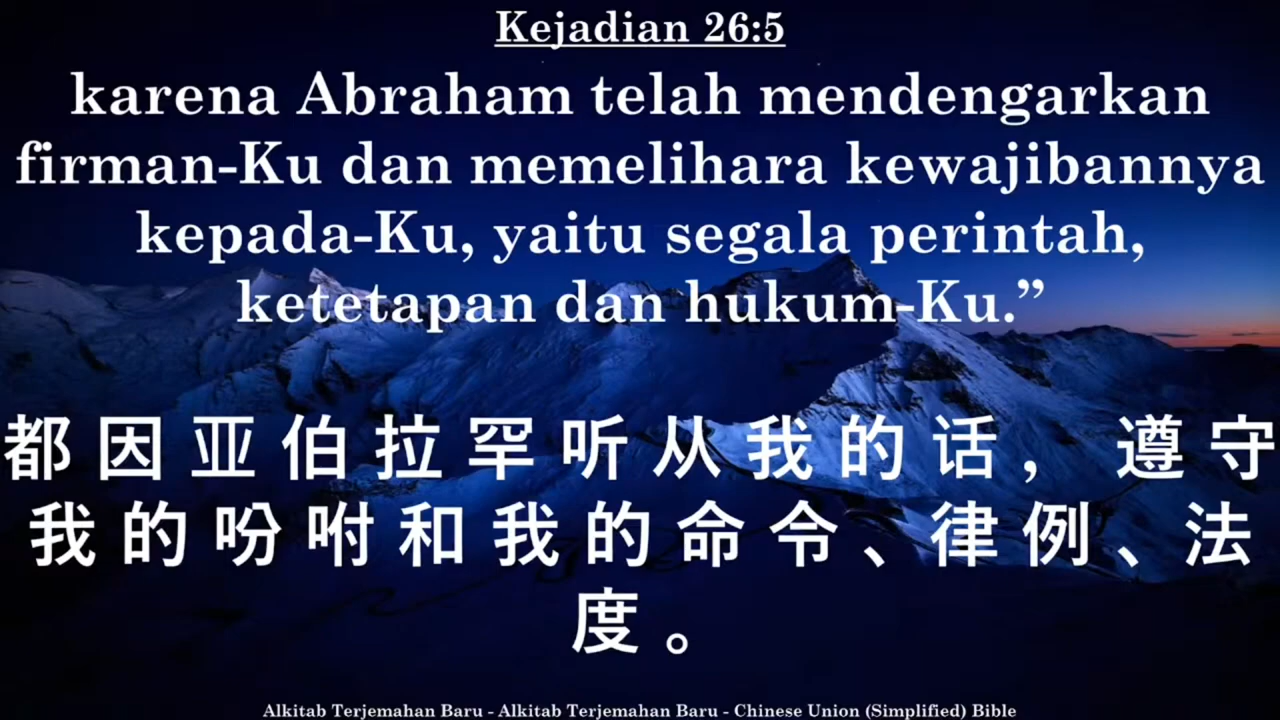 Kejadian 26:5
karena Abraham telah mendengarkan
firman-Ku dan memelihara kewajibannya
kepada-Ku, yaitu segala perintah,
ketetapan dan hukum-Ku.”
都因亚伯拉罕听从我的话，遵守
我的吩咐和我的命令、律例、法
度。
Alkitab Terjemahan Baru - Alkitab Terjemahan Baru - Chinese Union (Simplified) Bible